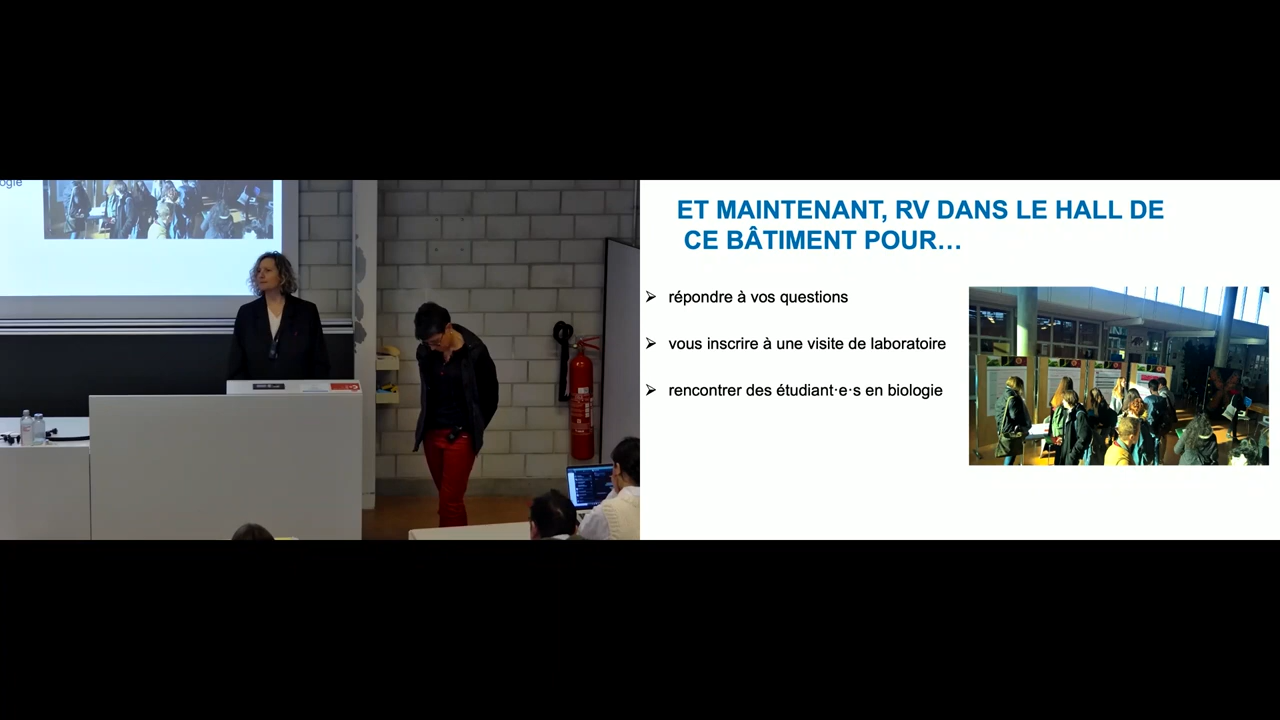 ogie
ET MAINTENANT, RV DANS LE HALL DE
CE BÂTIMENT POUR…
➢ répondre à vos questions
➢ vous inscrire à une visite de laboratoire
➢ rencontrer des étudiant·e·s en biologie